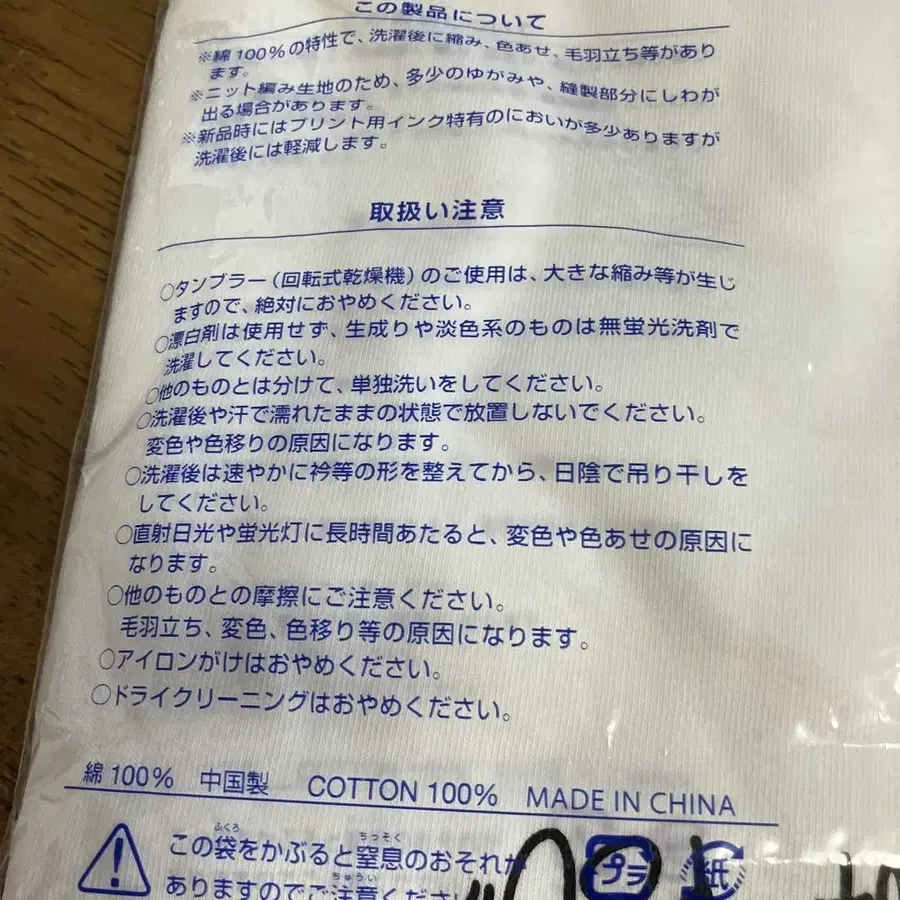 この製品について
※綿100%の特性で、洗濯後に縮み、色あせ、毛羽立ち等があり
ます。
※ニット編み生地のため、多少のゆがみや、縫製部分にしわが
出る場合があります。
※新品時にはプリント用インク特有のにおいが多少ありますが
洗濯後には軽減します。
取扱い注意
○タンブラー(回転式乾燥機)のご使用は、大きな縮み等が生じ
ますので、絶対におやめください。
○漂白剤は使用せず、生成りや淡色系のものは無蛍光洗剤で
洗濯してください。
○他のものとは分けて、単独洗いをしてください。
○洗濯後や汗で濡れたままの状態で放置しないでください。
変色や色移りの原因になります。
○洗濯後は速やかに衿等の形を整えてから、日陰で吊り干しを
してください。
○直射日光や蛍光灯に長時間あたると、変色や色あせの原因に
なります。
○他のものとの摩擦にご注意ください。
毛羽立ち、変色、色移り等の原因になります。
○アイロンがけはおやめください。
○ドライクリーニングはおやめください。
綿100% 中国製 COTTON 100% MADE IN CHINA
ふくろ ちっそく
この袋をかぶると窒息のおそれが
ちゅうい
ありますのでご注意ください
プラ
紙